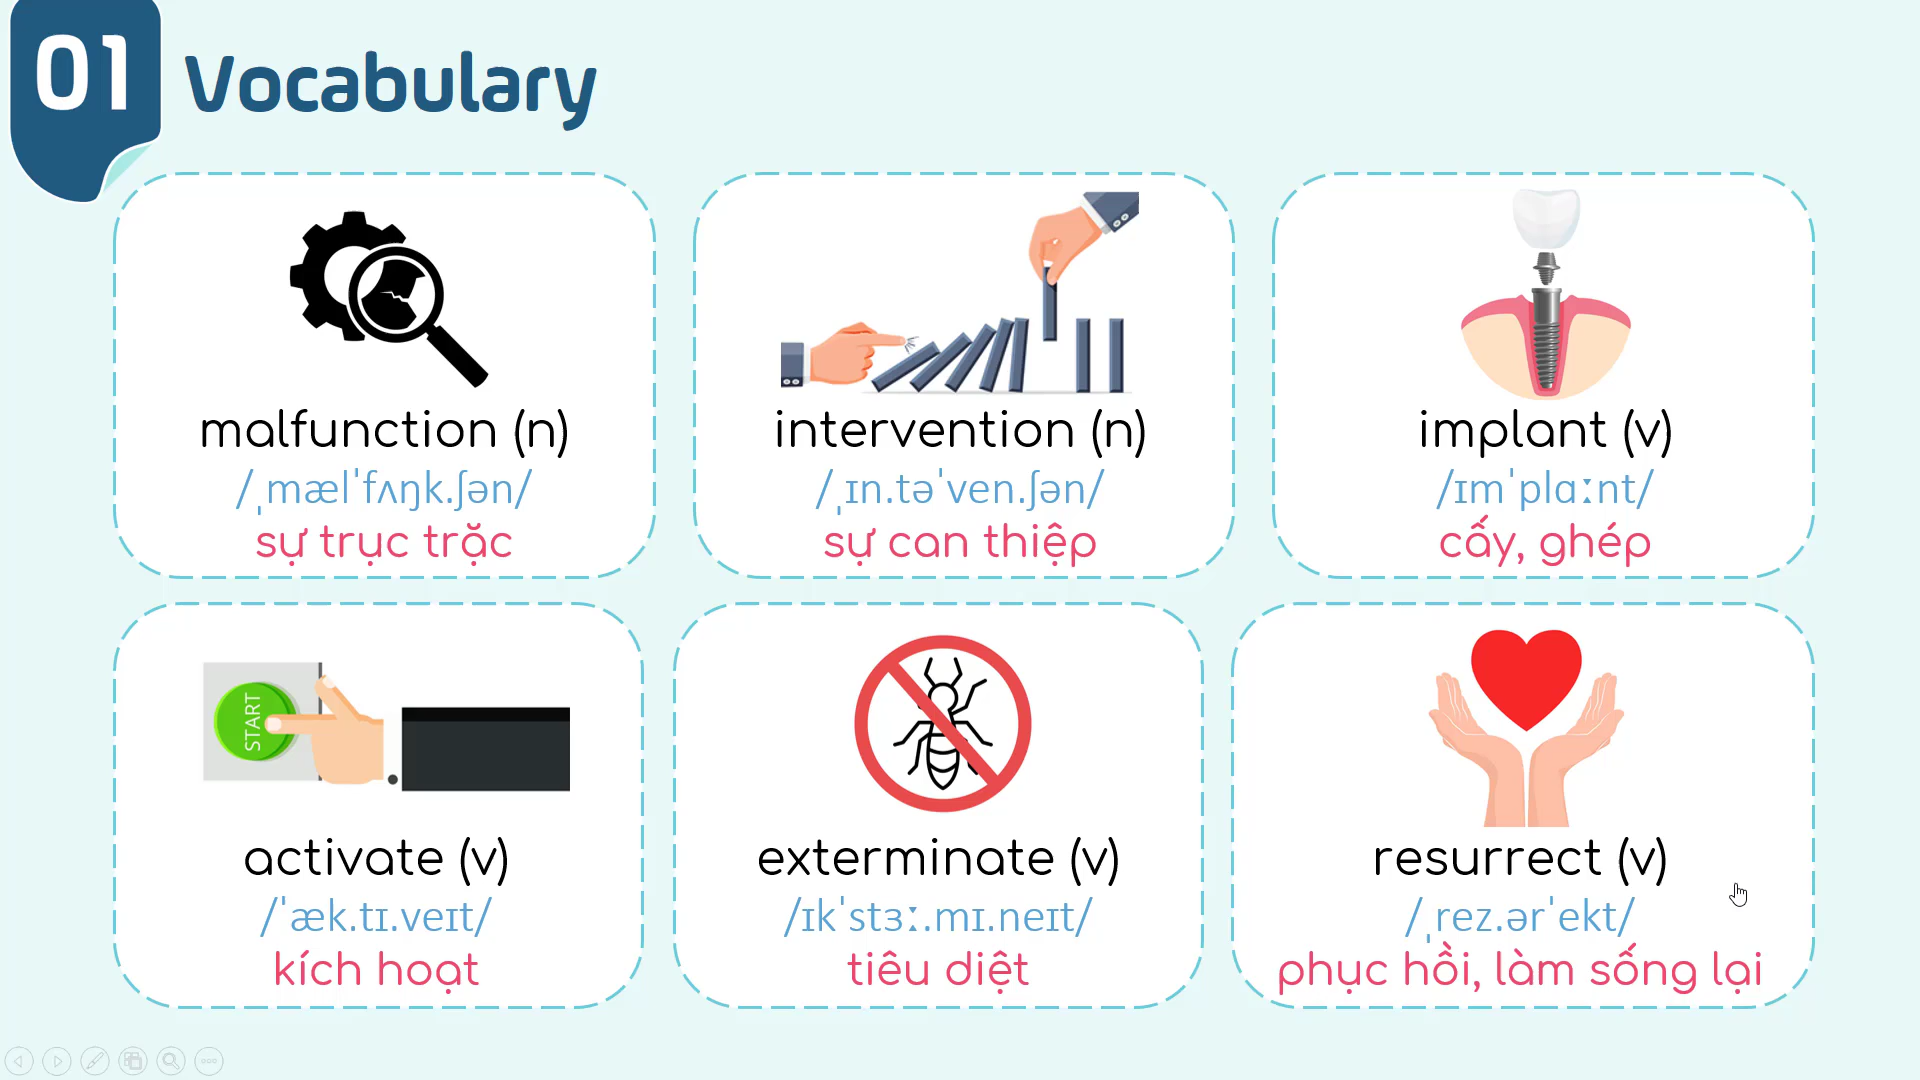 01
Vocabulary
malfunction (n)
/ˌmælˈfʌŋk.ʃən/
sự trục trặc
intervention (n)
/ˌɪn.təˈven.ʃən/
sự can thiệp
implant (v)
/ɪmˈplɑːnt/
cấy, ghép
START
activate (v)
/ˈæk.tɪ.veɪt/
kích hoạt
exterminate (v)
/ɪkˈstɜː.mɪ.neɪt/
tiêu diệt
resurrect (v)
/ˌrez.ərˈekt/
phục hồi, làm sống lại